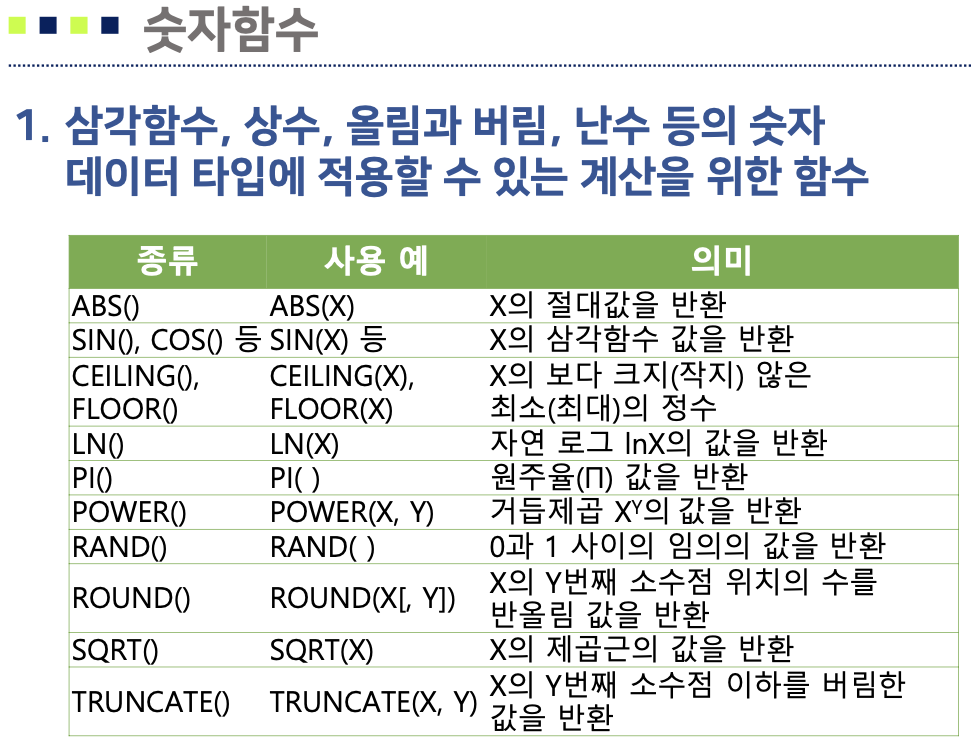 숫자함수
1. 삼각함수, 상수, 올림과 버림, 난수 등의 숫자
데이터 타입에 적용할 수 있는 계산을 위한 함수
종류 사용 예 의미
ABS() ABS(X) X의 절대값을 반환
SIN(), COS() 등 SIN(X) 등 X의 삼각함수 값을 반환
CEILING(), CEILING(X), X의 보다 크지(작지) 않은
FLOOR() FLOOR(X) 최소(최대)의 정수
LN() LN(X) 자연 로그 lnX의 값을 반환
PI() PI( ) 원주율(Π) 값을 반환
POWER() POWER(X, Y) 거듭제곱 Xʸ의 값을 반환
RAND() RAND( ) 0과 1 사이의 임의의 값을 반환
ROUND() ROUND(X[, Y]) X의 Y번째 소수점 위치의 수를
반올림 값을 반환
SQRT() SQRT(X) X의 제곱근의 값을 반환
TRUNCATE() TRUNCATE(X, Y) X의 Y번째 소수점 이하를 버림한
값을 반환